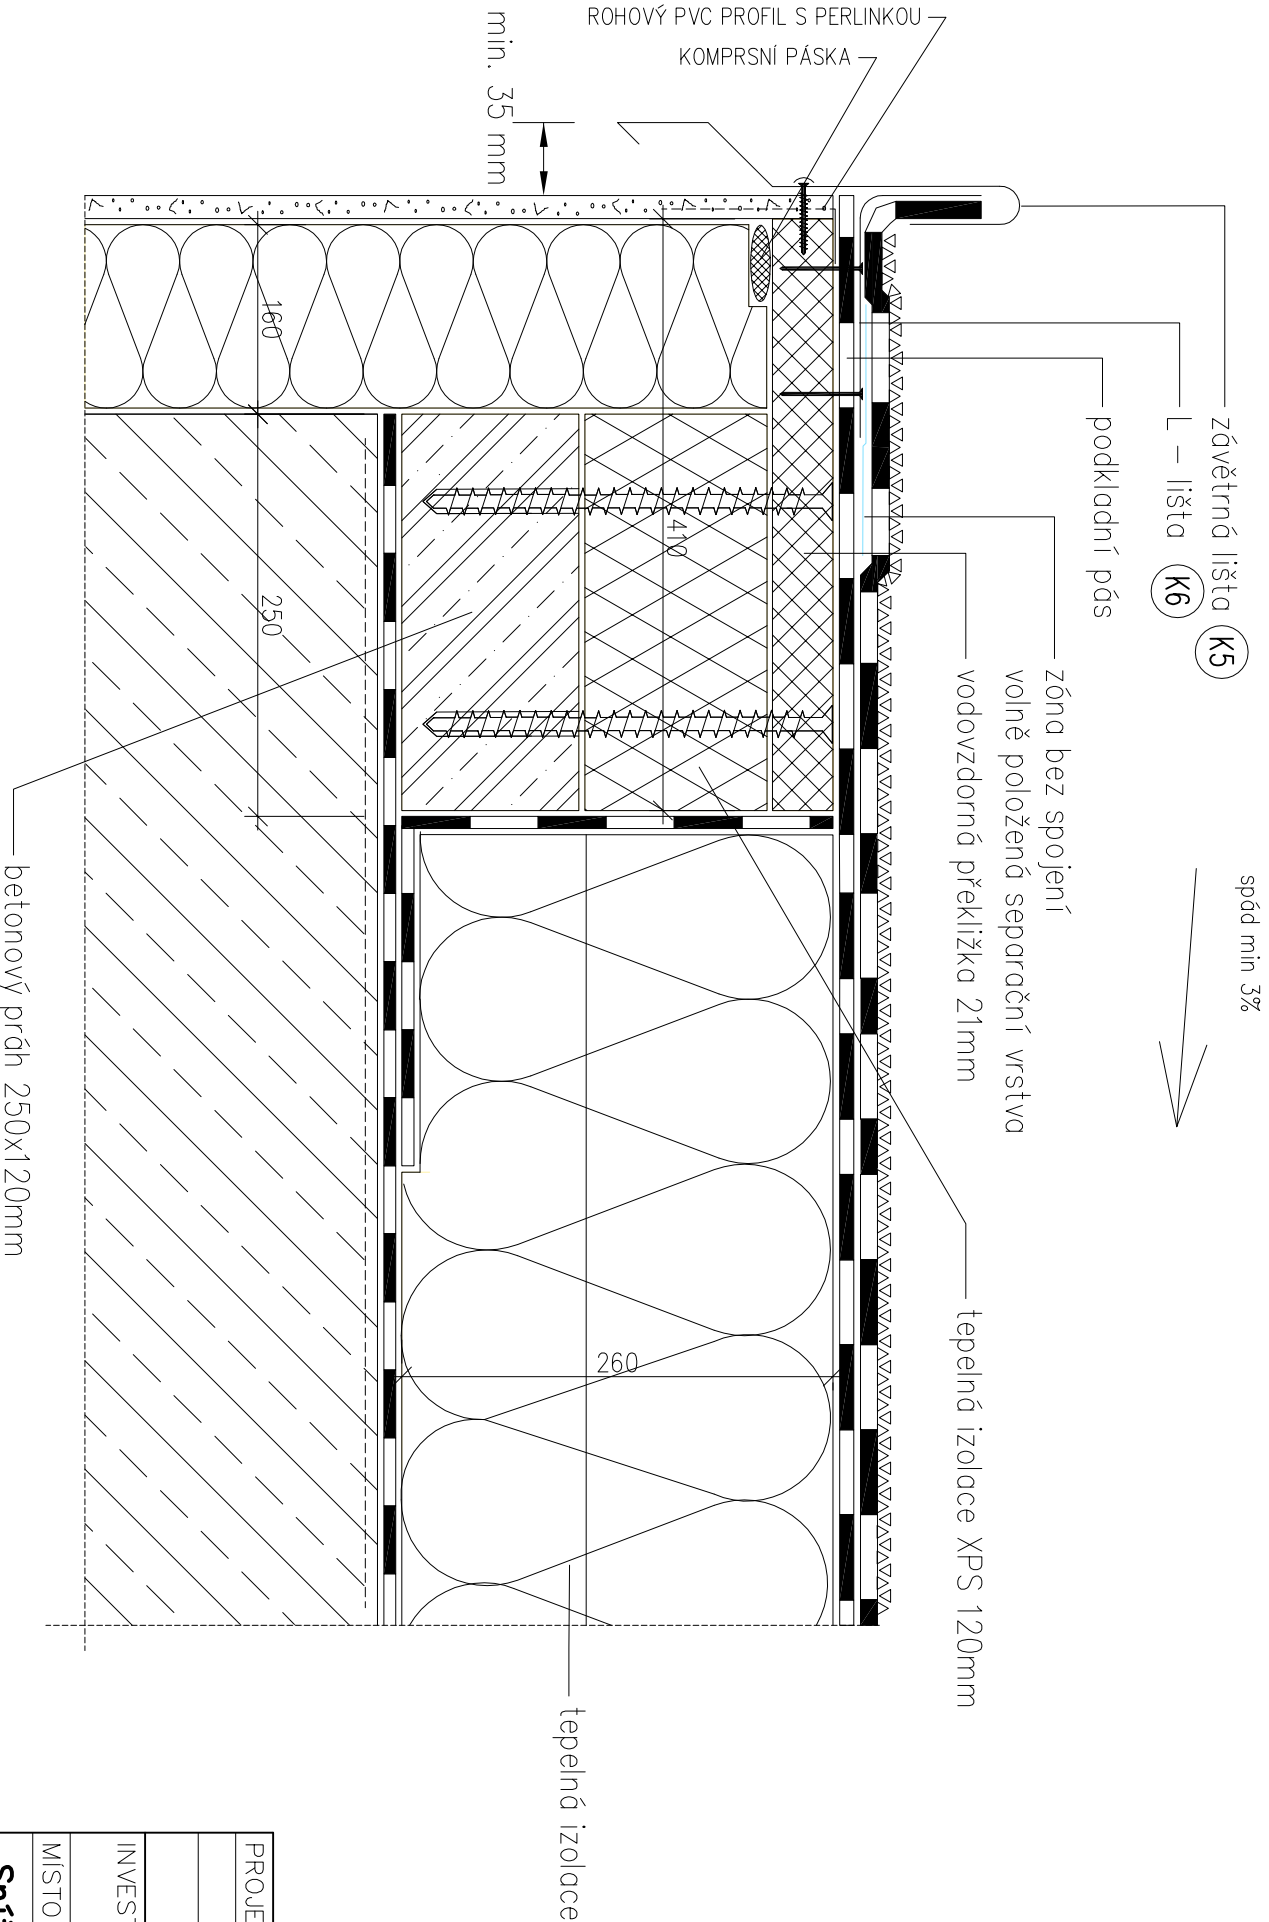 ROHOVÝ PVC PROFIL S PERLINKOU
KOMPRSNÍ PÁSKA
min. 35 mm
závětrná lišta K5
L – lišta K6
podkladní pás
zóna bez spojení
volně položená separační vrstva
vodovzdorná překližka 21mm
spád min 3%
tepelná izolace XPS 120mm
tepelná izolace
betonový práh 250x120mm
160
250
410
260
PROJE
INVEST
MÍSTO